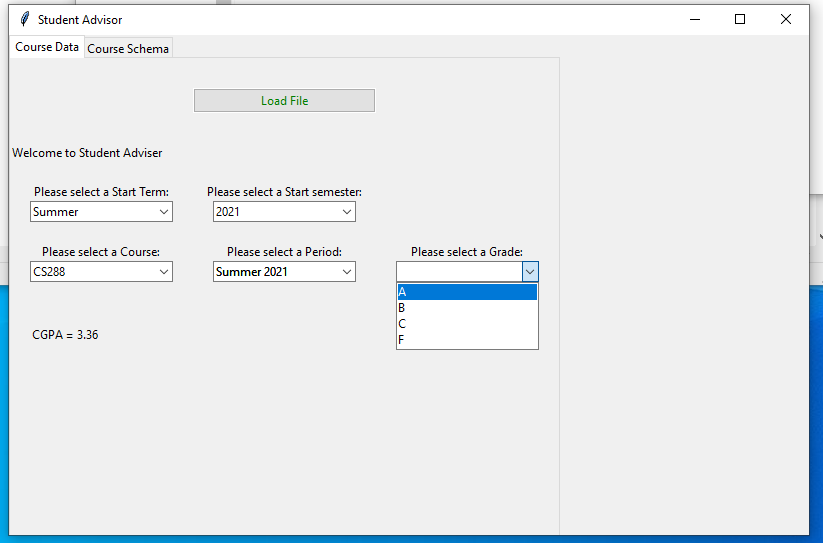 Student Advisor
Course Data Course Schema
Load File
Welcome to Student Adviser
Please select a Start Term: Please select a Start semester:
Summer 2021
Please select a Course: Please select a Period: Please select a Grade:
CS288 Summer 2021
A
B
C
F
CGPA = 3.36